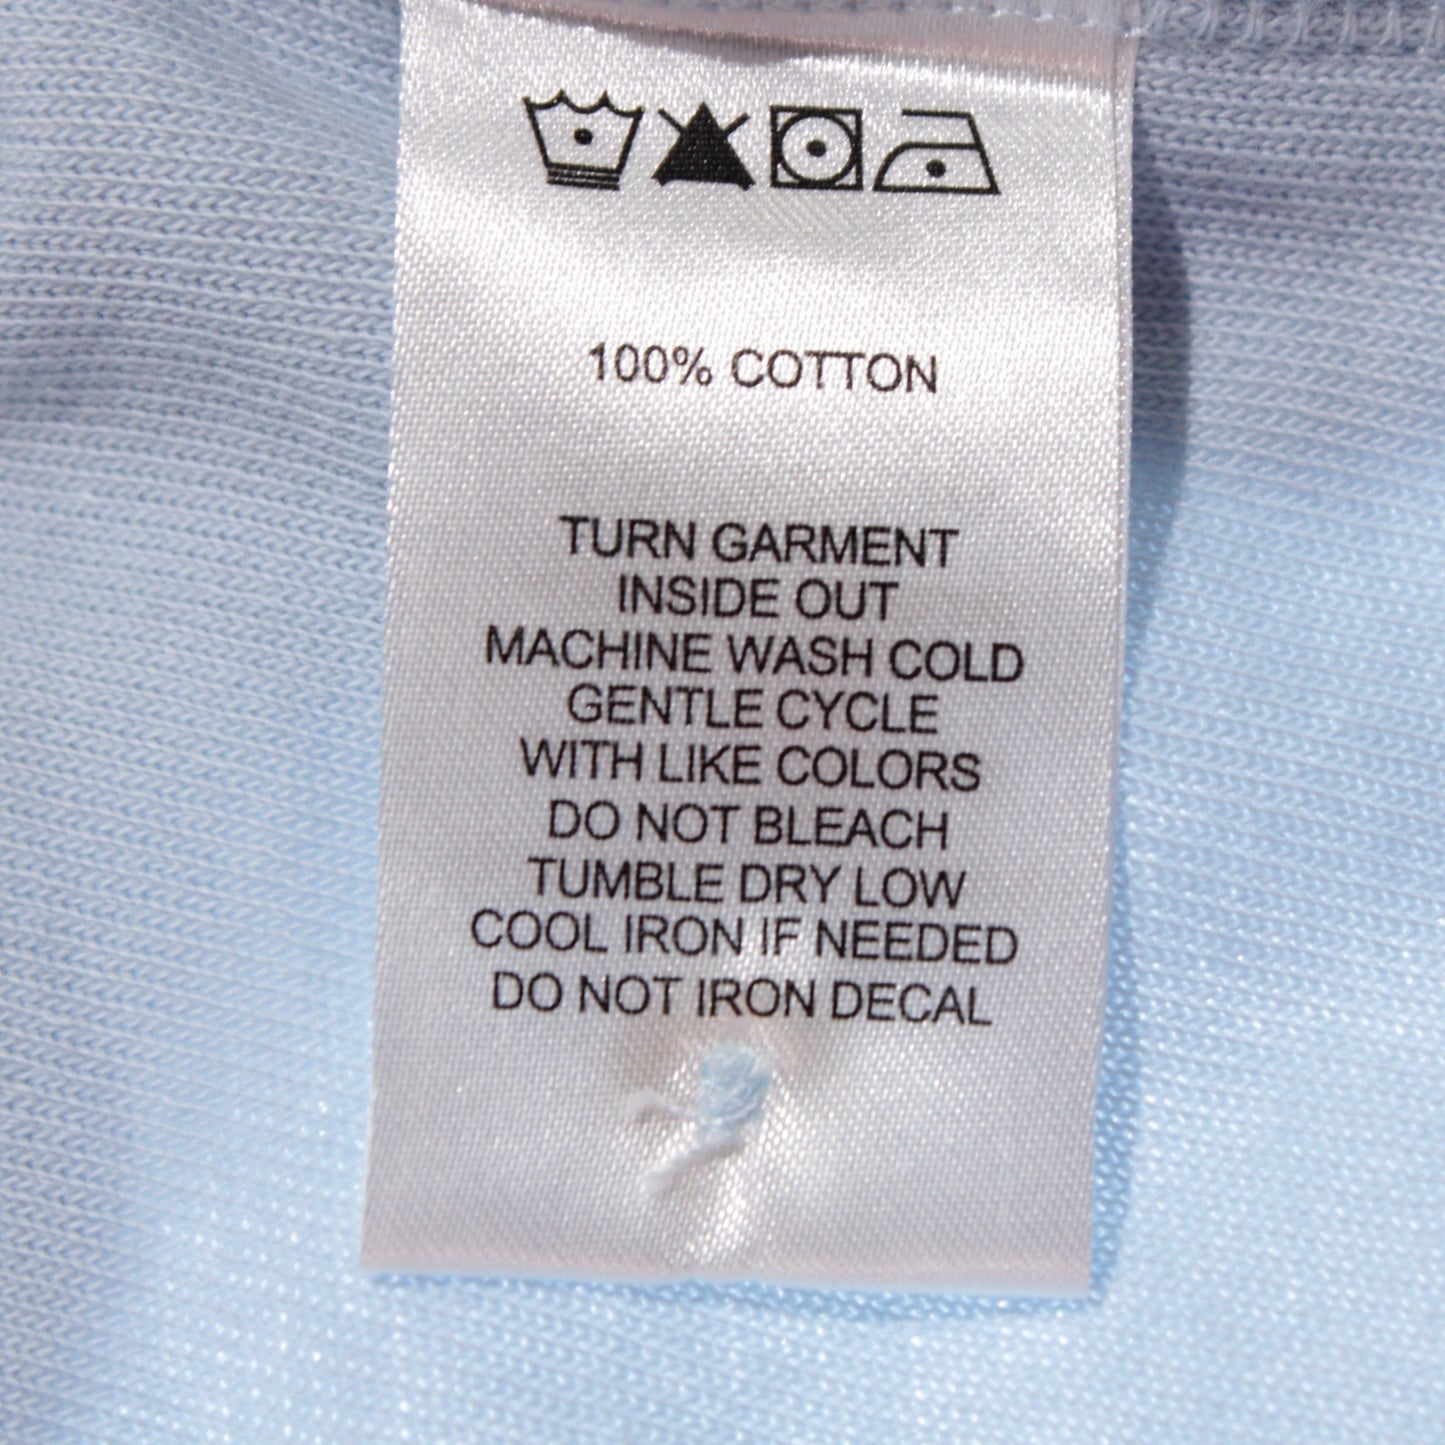 100% COTTON
TURN GARMENT
INSIDE OUT
MACHINE WASH COLD
GENTLE CYCLE
WITH LIKE COLORS
DO NOT BLEACH
TUMBLE DRY LOW
COOL IRON IF NEEDED
DO NOT IRON DECAL